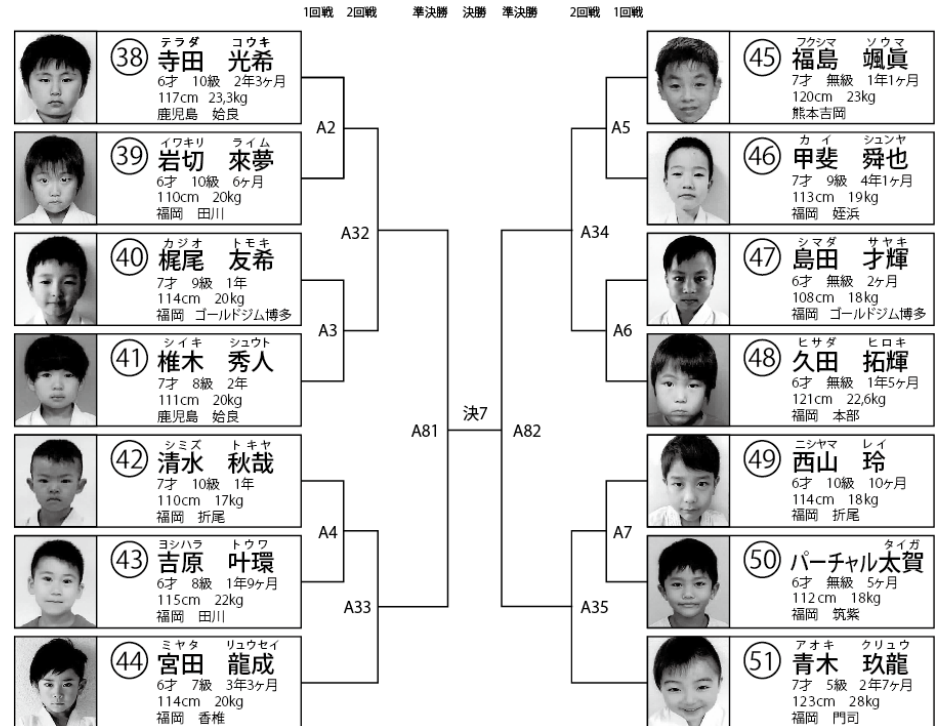 1回戦 2回戦 準決勝 決勝 準決勝 2回戦 1回戦
38
テラダ コウキ
寺田 光希
6才 10級 2年3ヶ月
117cm 23,3kg
鹿児島 姶良
39
イワキリ ライム
岩切 來夢
6才 10級 6ヶ月
110cm 20kg
福岡 田川
40
カジオ トモキ
梶尾 友希
7才 9級 1年
114cm 20kg
福岡 ゴールドジム博多
41
シイキ シュウト
椎木 秀人
7才 8級 2年
111cm 20kg
鹿児島 姶良
42
シミズ トキヤ
清水 秋哉
7才 10級 1年
110cm 17kg
福岡 折尾
43
ヨシハラ トウワ
吉原 叶環
6才 8級 1年9ヶ月
115cm 22kg
福岡 田川
44
ミヤタ リュウセイ
宮田 龍成
6才 7級 3年3ヶ月
114cm 20kg
福岡 香椎
A2
A3
A4
A32
A33
A81
決7
A82
A34
A35
A5
A6
A7
45
フクシマ ソウマ
福島 颯眞
7才 無級 1年1ヶ月
120cm 23kg
熊本吉岡
46
カイ シュンヤ
甲斐 舜也
7才 9級 4年1ヶ月
113cm 19kg
福岡 姪浜
47
シマダ サヤキ
島田 才輝
6才 無級 2ヶ月
108cm 18kg
福岡 ゴールドジム博多
48
ヒサダ ヒロキ
久田 拓輝
6才 無級 1年5ヶ月
121cm 22,6kg
福岡 本部
49
ニシヤマ レイ
西山 玲
6才 10級 10ヶ月
114cm 18kg
福岡 折尾
50
タイガ
パーチャル太賀
6才 無級 5ヶ月
112cm 18kg
福岡 筑紫
51
アオキ クリュウ
青木 玖龍
7才 5級 2年7ヶ月
123cm 28kg
福岡 門司